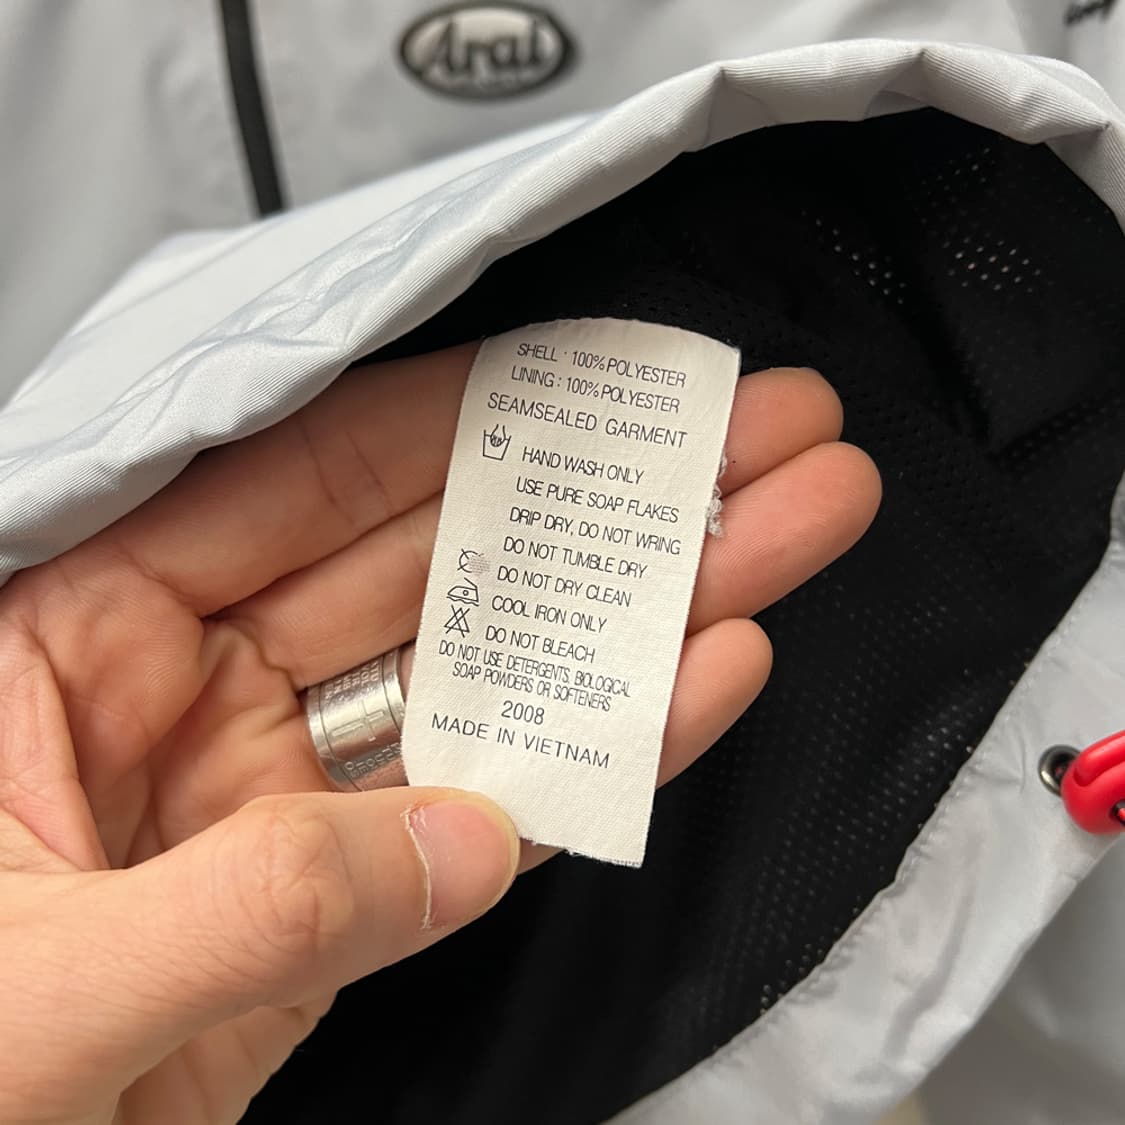 Arai
SHELL : 100% POLYESTER
LINING : 100% POLYESTER
SEAMSEALED GARMENT
HAND WASH ONLY
USE PURE SOAP FLAKES
DRIP DRY, DO NOT WRING
DO NOT TUMBLE DRY
DO NOT DRY CLEAN
COOL IRON ONLY
DO NOT BLEACH
DO NOT USE DETERGENTS, BIOLOGICAL
SOAP POWDERS OR SOFTENERS
2008
MADE IN VIETNAM